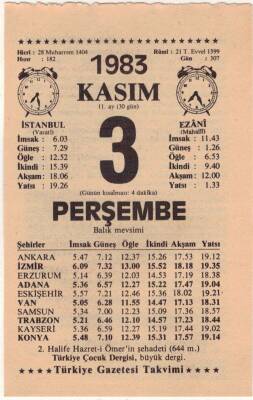 Hicrî : 28 Muharrem 1404
Hızır : 182
1983
Rûmî : 21 T. Evvel 1399
Gün : 307
KASIM
11. ay (30 gün)
İSTANBUL
(Vasatî)
İmsak : 6.03
Güneş : 7.29
Öğle : 12.52
İkindi : 15.39
Akşam : 18.06
Yatsı : 19.26
3
(Günün kısalması: 4 dakika)
EZÂNÎ
(Mahallî)
İmsak : 11.43
Güneş : 1.26
Öğle : 6.53
İkindi : 9.40
Akşam: 12.00
Yatsı : 1.33
PERŞEMBE
Balık mevsimi
Şehirler İmsak Güneş Öğle İkindi Akşam Yatsı
ANKARA 5.47 7.12 12.37 15.26 17.53 19.12
İZMİR 6.09 7.32 13.00 15.52 18.18 19.35
ERZURUM 5.14 6.39 12.03 14.53 17.19 18.38
ADANA 5.36 6.57 12.27 15.22 17.47 19.04
ESKİŞEHİR 5.57 7.21 12.46 15.36 18.02 19.21
VAN 5.05 6.28 11.55 14.47 17.13 18.31
SAMSUN 5.34 7.00 12.23 15.09 17.36 18.57
TRABZON 5.21 6.46 12.10 14.57 17.23 18.44
KAYSERİ 5.36 6.59 12.27 15.19 17.44 19.02
KONYA 5.48 7.10 12.39 15.31 17.57 19.14
2. Halife Hazret-i Ömer'in şehadeti (644 m.)
Türkiye Çocuk Dergisi, büyük dergi.
★★★★ Türkiye Gazetesi Takvimi ★★★★